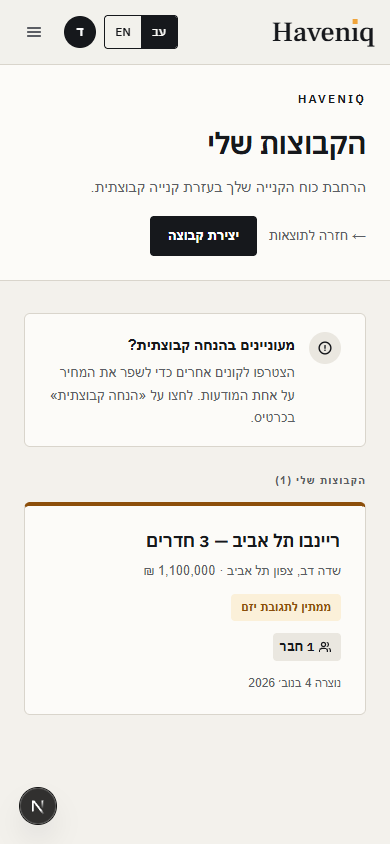 Haveniq
עב
EN
ד
HAVENIQ
הקבוצות שלי
הרחבת כוח הקנייה שלך בעזרת קנייה קבוצתית.
← חזרה לתוצאות
יצירת קבוצה
מעוניינים בהנחה קבוצתית?
הצטרפו לקונים אחרים כדי לשפר את המחיר
על אחת המודעות. לחצו על «הנחה קבוצתית»
בכרטיס.
הקבוצות שלי (1)
ריינבו תל אביב — 3 חדרים
שדה דב, צפון תל אביב · 1,100,000 ₪
ממתין לתגובת יזם
1 חבר
נוצרה 4 בנוב׳ 2026
N